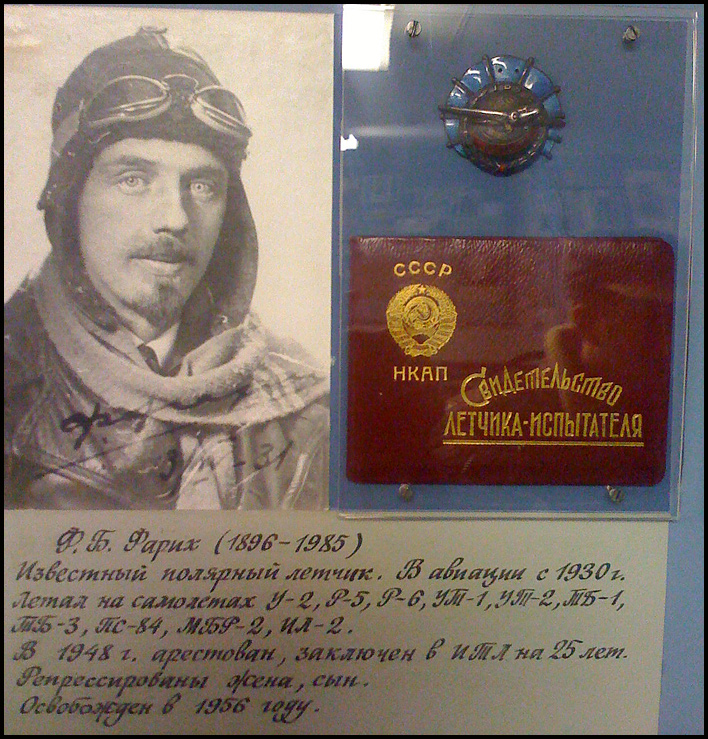 СССР
НКАП
Свидетельство
ЛЕТЧИКА-ИСПЫТАТЕЛЯ
Ф. Б. Фарих (1896-1985)
Известный полярный летчик. В авиации с 1930 г.
Летал на самолетах У-2, Р-5, Р-6, УТ-1, УТ-2, ТБ-1,
ТБ-3, ПС-84, МБР-2, ИЛ-2.
В 1948 г. арестован, заключен в ИТЛ на 25 лет.
Репрессированы жена, сын.
Освобожден в 1956 году.